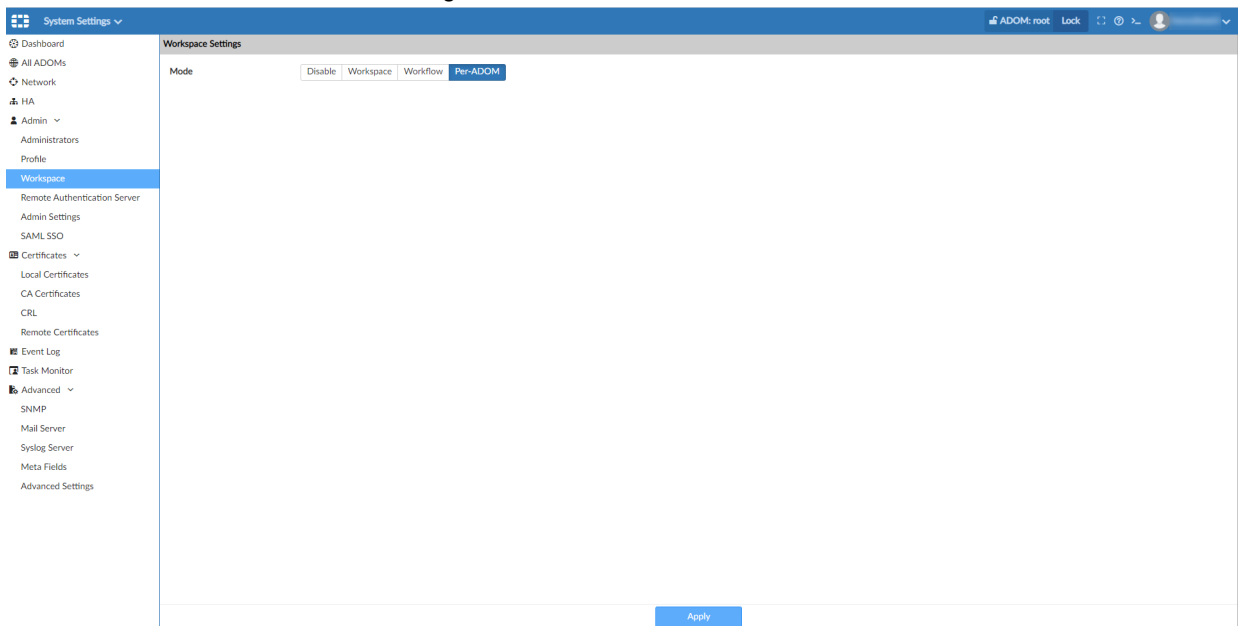 System Settings
ADOM: root Lock
Dashboard
All ADOMs
Network
HA
Admin
Administrators
Profile
Workspace
Remote Authentication Server
Admin Settings
SAML SSO
Certificates
Local Certificates
CA Certificates
CRL
Remote Certificates
Event Log
Task Monitor
Advanced
SNMP
Mail Server
Syslog Server
Meta Fields
Advanced Settings
Workspace Settings
Mode Disable Workspace Workflow Per-ADOM
Apply